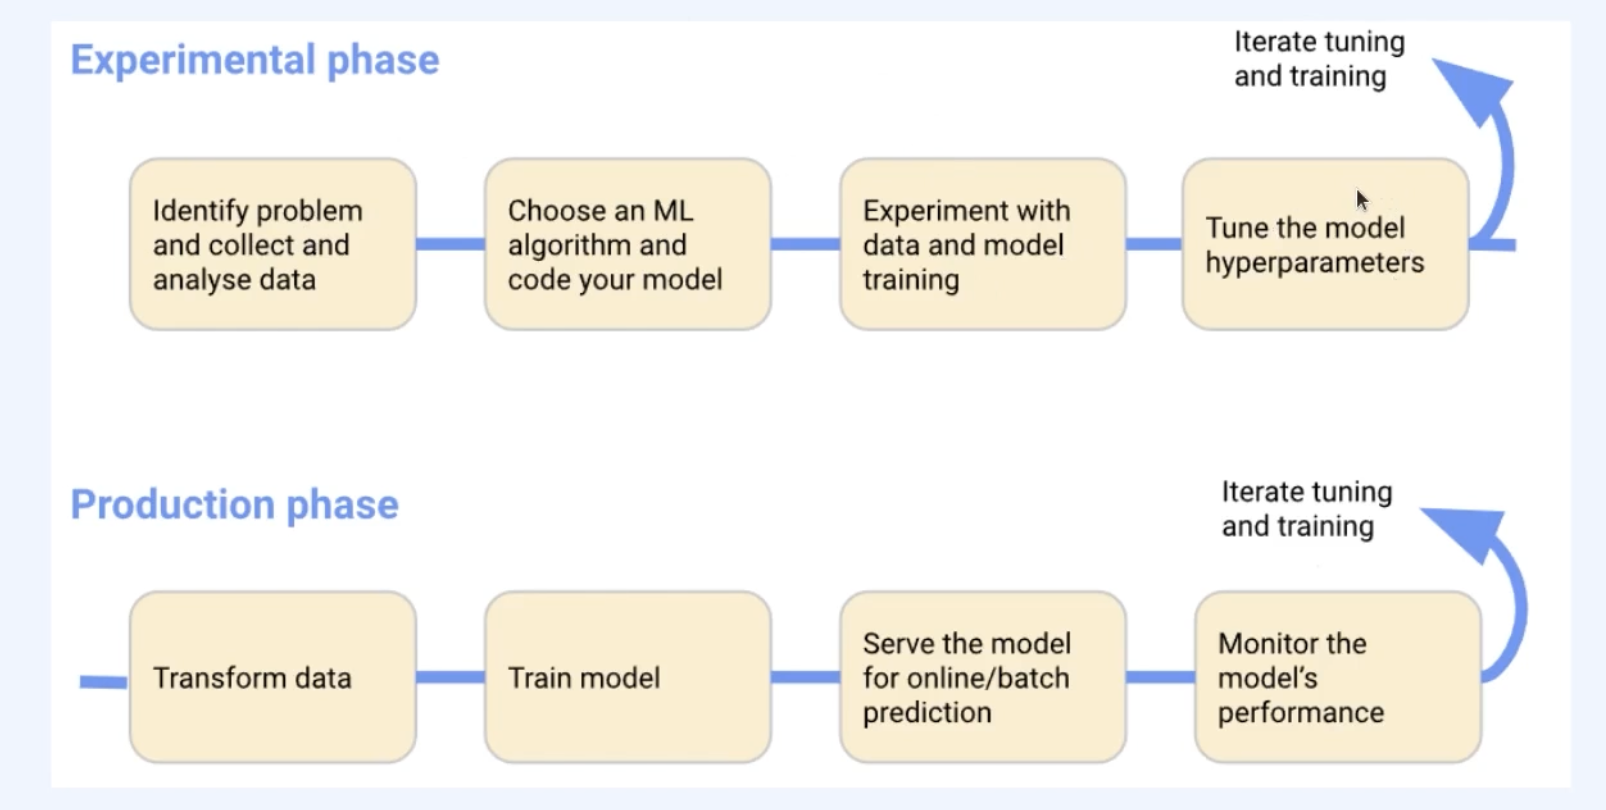 Experimental phase
Iterate tuning
and training
Identify problem
and collect and
analyse data
Choose an ML
algorithm and
code your model
Experiment with
data and model
training
Tune the model
hyperparameters
Production phase
Iterate tuning
and training
Transform data
Train model
Serve the model
for online/batch
prediction
Monitor the
model’s
performance